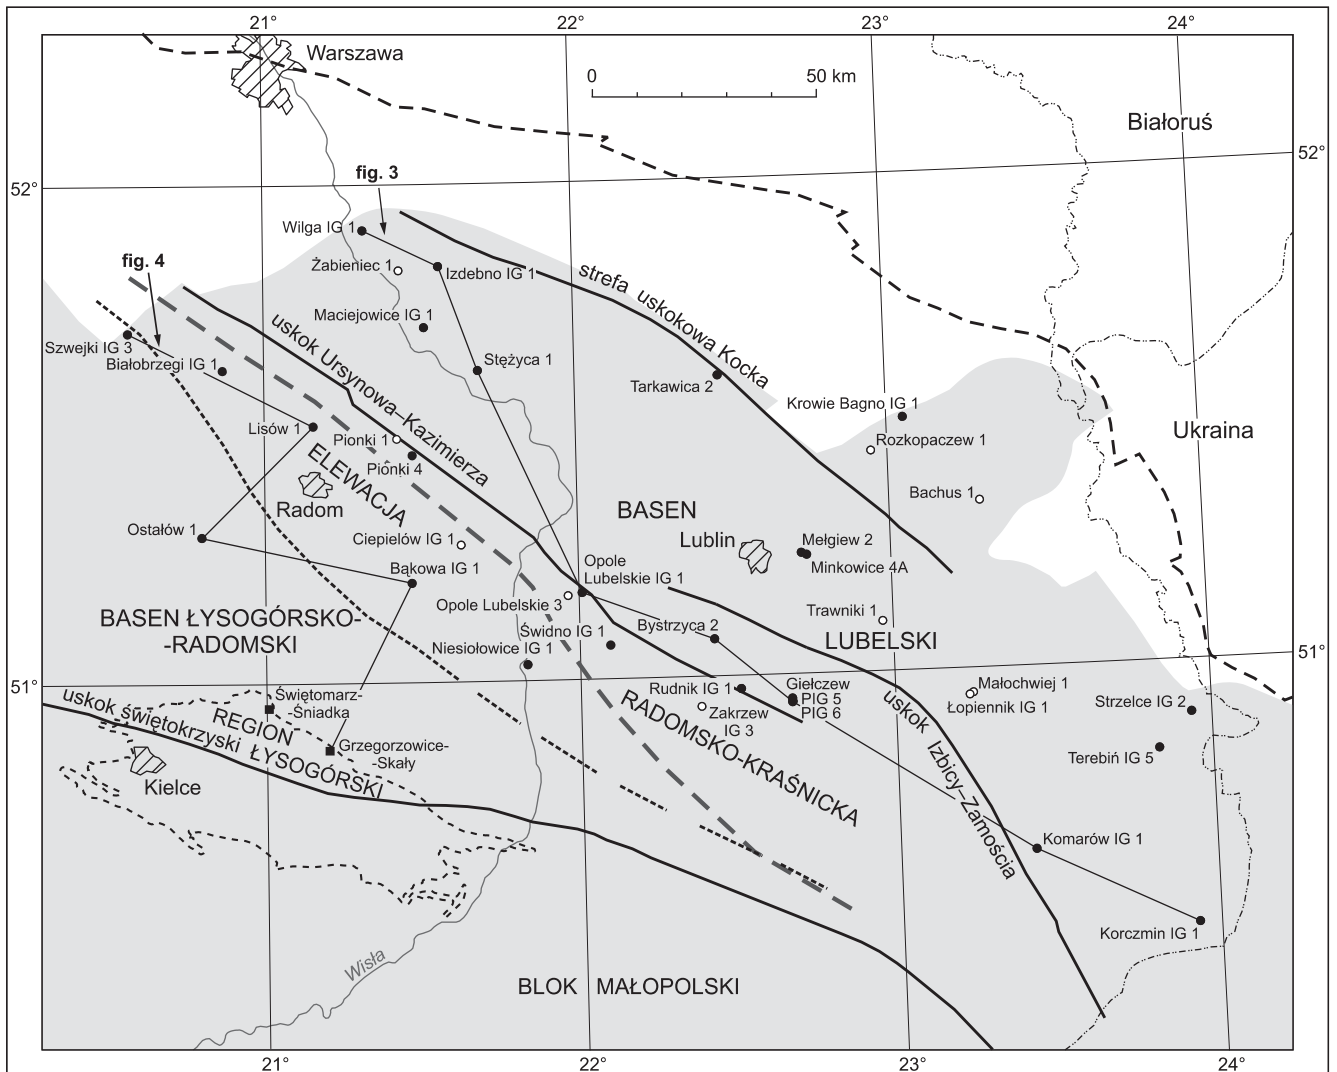 21°
22°
23°
24°
Warszawa
0
50 km
Białoruś
52°
52°
fig. 3
Wilga IG 1
Żabieniec 1
Izdebno IG 1
strefa uskokowa Kocka
fig. 4
Maciejowice IG 1
uskok Ursynowa–Kazimierza
Szwejki IG 3
Białobrzegi IG 1
Stężyca 1
Tarkawica 2
Krowie Bagno IG 1
Ukraina
Lisów 1
Pionki 1
Pionki 4
Rozkopaczew 1
ELEWACJA
Radom
Bachus 1
BASEN
Ostałów 1
Ciepielów IG 1
Lublin
Mełgiew 2
Minkowice 4A
Bąkowa IG 1
Opole
Lubelskie IG 1
Opole Lubelskie 3
Trawniki 1
BASEN ŁYSOGÓRSKO-
-RADOMSKI
Świdno IG 1
Bystrzyca 2
LUBELSKI
Niesiołowice IG 1
51°
51°
Rudnik IG 1
Giełczew
PIG 5
PIG 6
Małochwiej 1
Łopiennik IG 1
Strzelce IG 2
uskok świętokrzyski
Świętomarz-
-Śniadka
REGION
ŁYSOGÓRSKI
Zakrzew
IG 3
RADOMSKO-KRAŚNICKA
uskok Izbicy–Zamościa
Grzegorzowice-
-Skały
Terebiń IG 5
Kielce
Komarów IG 1
Korczmin IG 1
Wisła
BLOK MAŁOPOLSKI
21°
22°
23°
24°